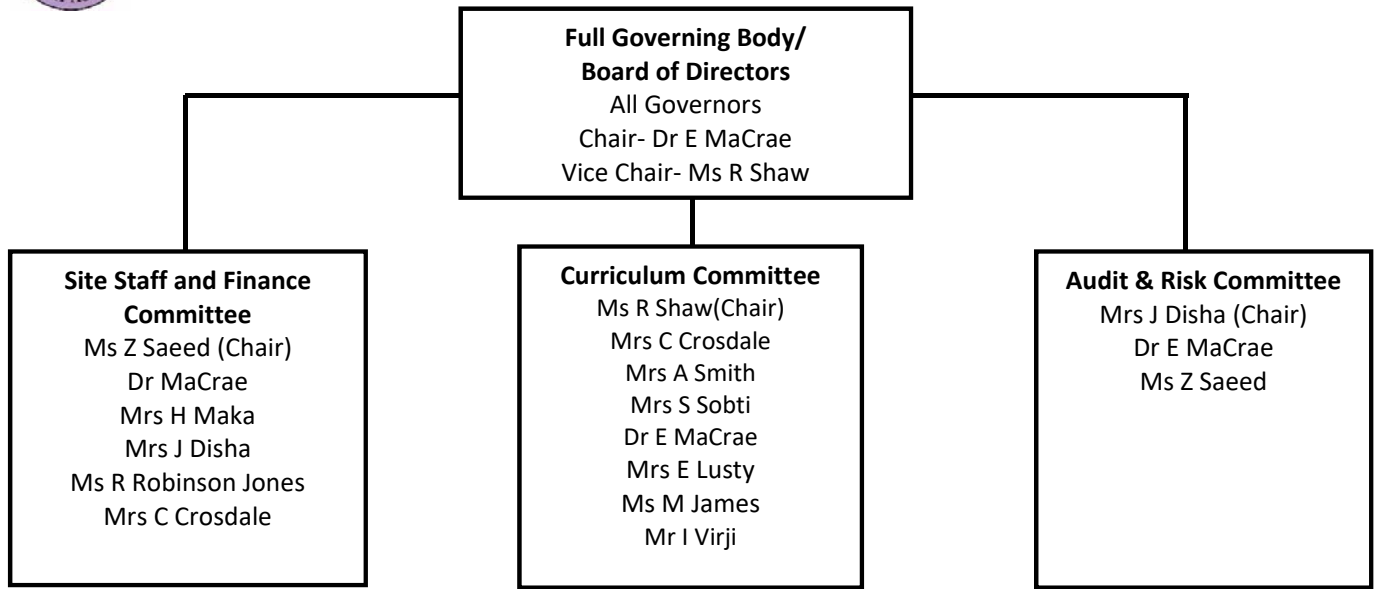 Full Governing Body/
Board of Directors
All Governors
Chair- Dr E MaCrae
Vice Chair- Ms R Shaw
Site Staff and Finance
Committee
Ms Z Saeed (Chair)
Dr MaCrae
Mrs H Maka
Mrs J Disha
Ms R Robinson Jones
Mrs C Crosdale
Curriculum Committee
Ms R Shaw(Chair)
Mrs C Crosdale
Mrs A Smith
Mrs S Sobti
Dr E MaCrae
Mrs E Lusty
Ms M James
Mr I Virji
Audit & Risk Committee
Mrs J Disha (Chair)
Dr E MaCrae
Ms Z Saeed